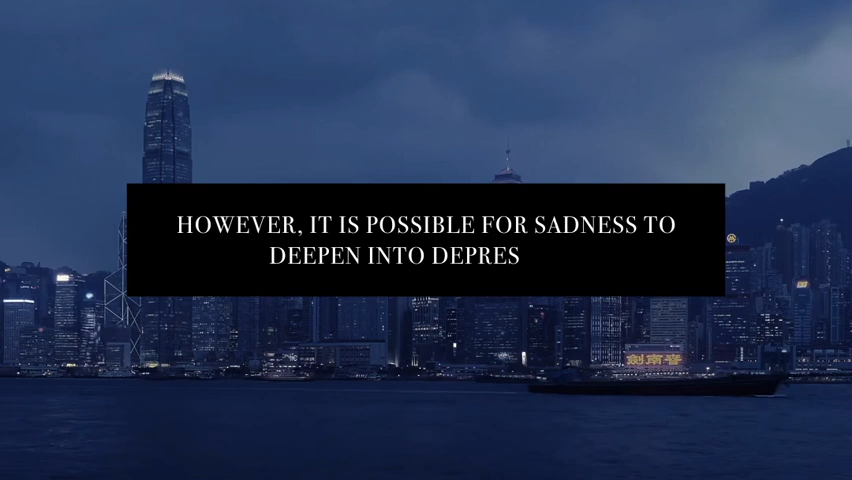 HOWEVER, IT IS POSSIBLE FOR SADNESS TO
DEEPEN INTO DEPRES